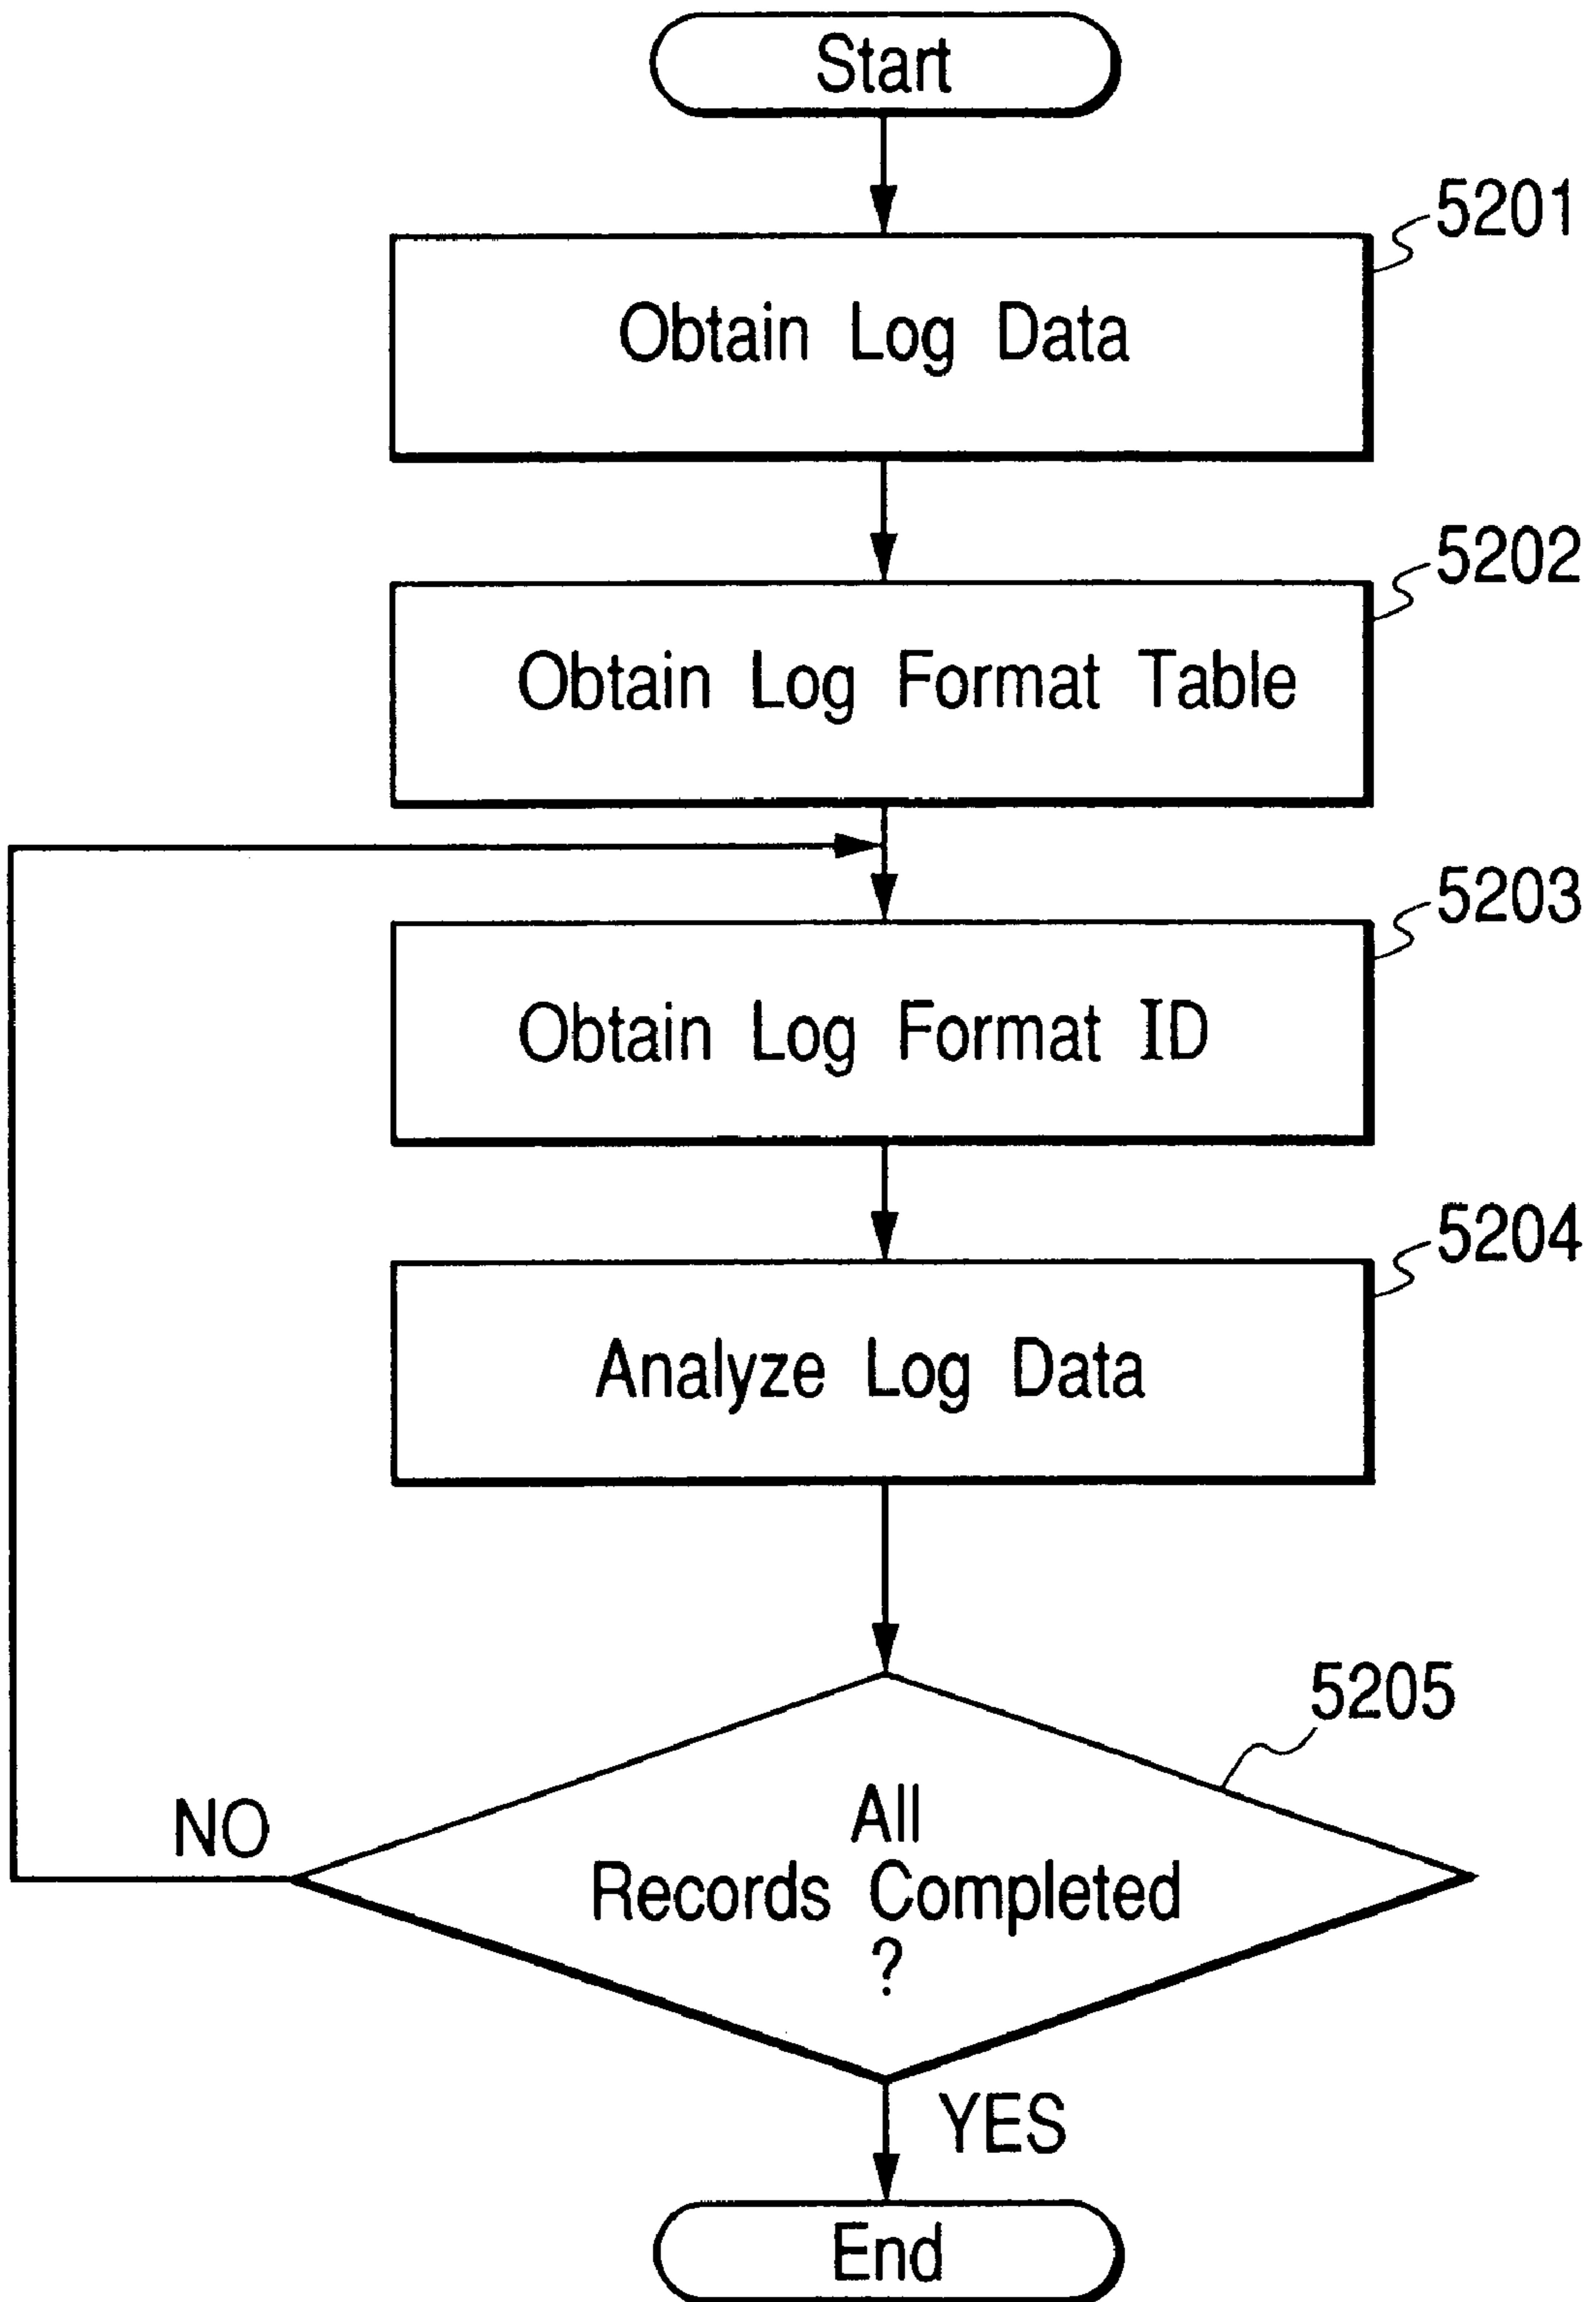 Start
5201
Obtain Log Data
5202
Obtain Log Format Table
5203
Obtain Log Format ID
5204
Analyze Log Data
5205
NO
All
Records Completed
?
YES
End